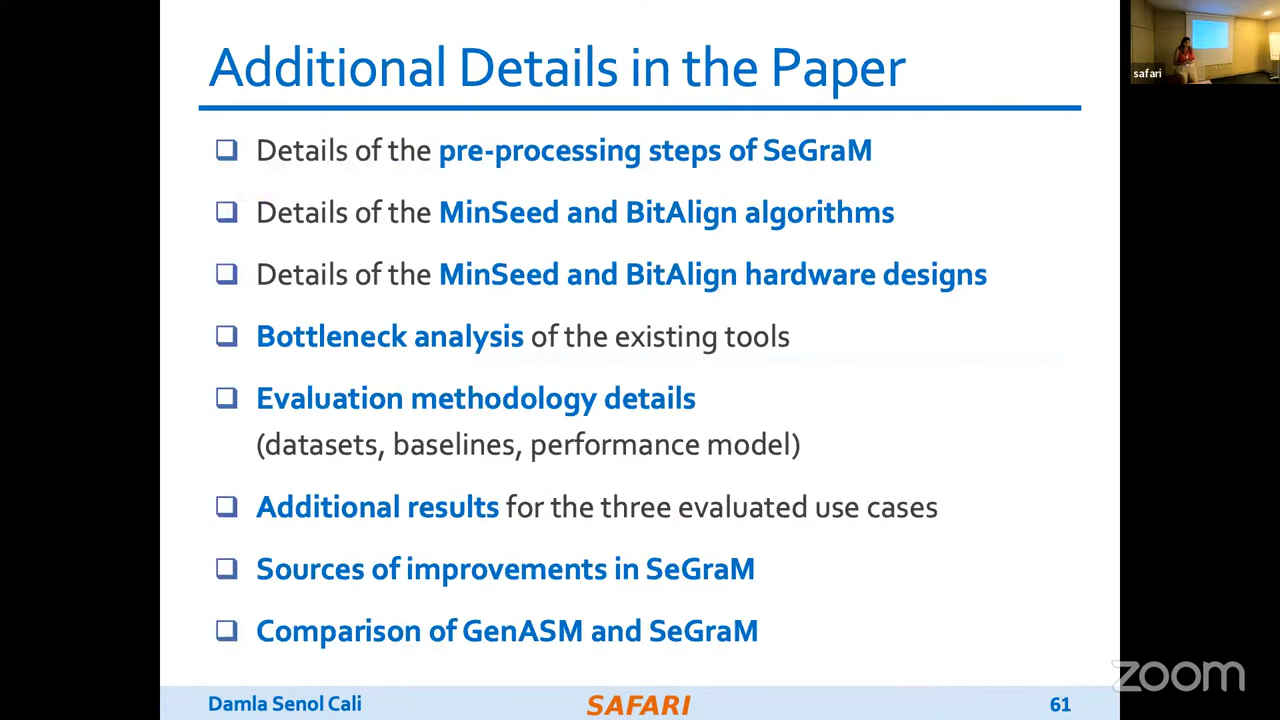 Additional Details in the Paper
safari
Details of the pre-processing steps of SeGraM
Details of the MinSeed and BitAlign algorithms
Details of the MinSeed and BitAlign hardware designs
Bottleneck analysis of the existing tools
Evaluation methodology details
(datasets, baselines, performance model)
Additional results for the three evaluated use cases
Sources of improvements in SeGraM
Comparison of GenASM and SeGraM
zoom
Damla Senol Cali
SAFARI
61